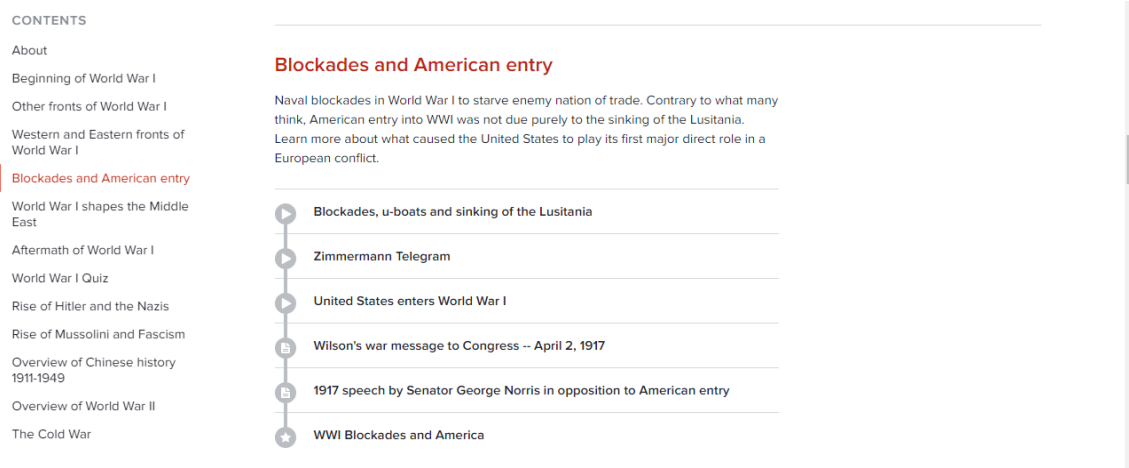 CONTENTS
About
Beginning of World War I
Other fronts of World War I
Western and Eastern fronts of
World War I
Blockades and American entry
World War I shapes the Middle
East
Aftermath of World War I
World War I Quiz
Rise of Hitler and the Nazis
Rise of Mussolini and Fascism
Overview of Chinese history
1911-1949
Overview of World War II
The Cold War
Blockades and American entry
Naval blockades in World War I to starve enemy nation of trade. Contrary to what many
think, American entry into WWI was not due purely to the sinking of the Lusitania.
Learn more about what caused the United States to play its first major direct role in a
European conflict.
Blockades, u-boats and sinking of the Lusitania
Zimmermann Telegram
United States enters World War I
Wilson's war message to Congress -- April 2, 1917
1917 speech by Senator George Norris in opposition to American entry
WWI Blockades and America